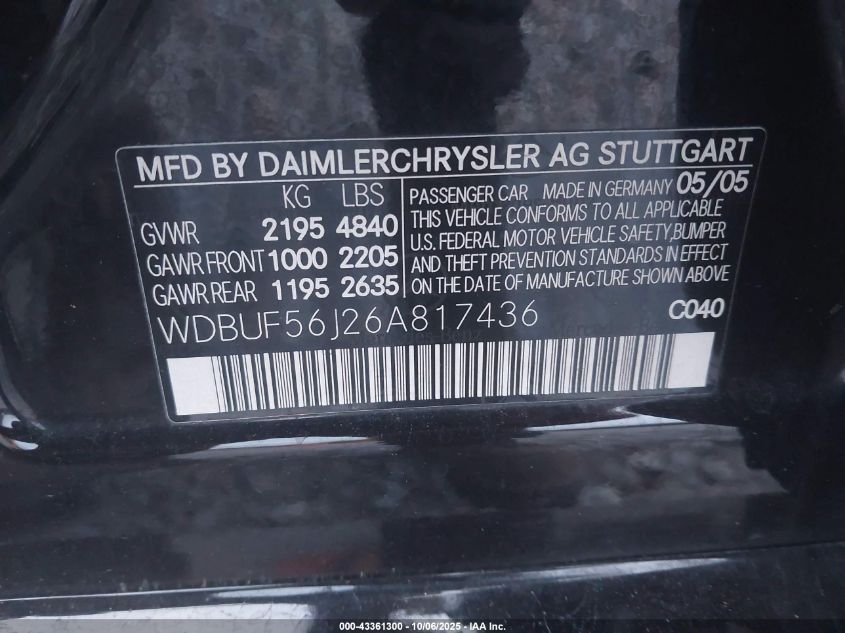 MFD BY DAIMLERCHRYSLER AG STUTTGART
KG LBS
GVWR 2195 4840
GAWR FRONT 1000 2205
GAWR REAR 1195 2635
PASSENGER CAR MADE IN GERMANY 05/05
THIS VEHICLE CONFORMS TO ALL APPLICABLE
U.S. FEDERAL MOTOR VEHICLE SAFETY,BUMPER
AND THEFT PREVENTION STANDARDS IN EFFECT
ON THE DATE OF MANUFACTURE SHOWN ABOVE
WDBUF56J26A817436
C040
000-43361300 - 10/06/2025 - IAA Inc.